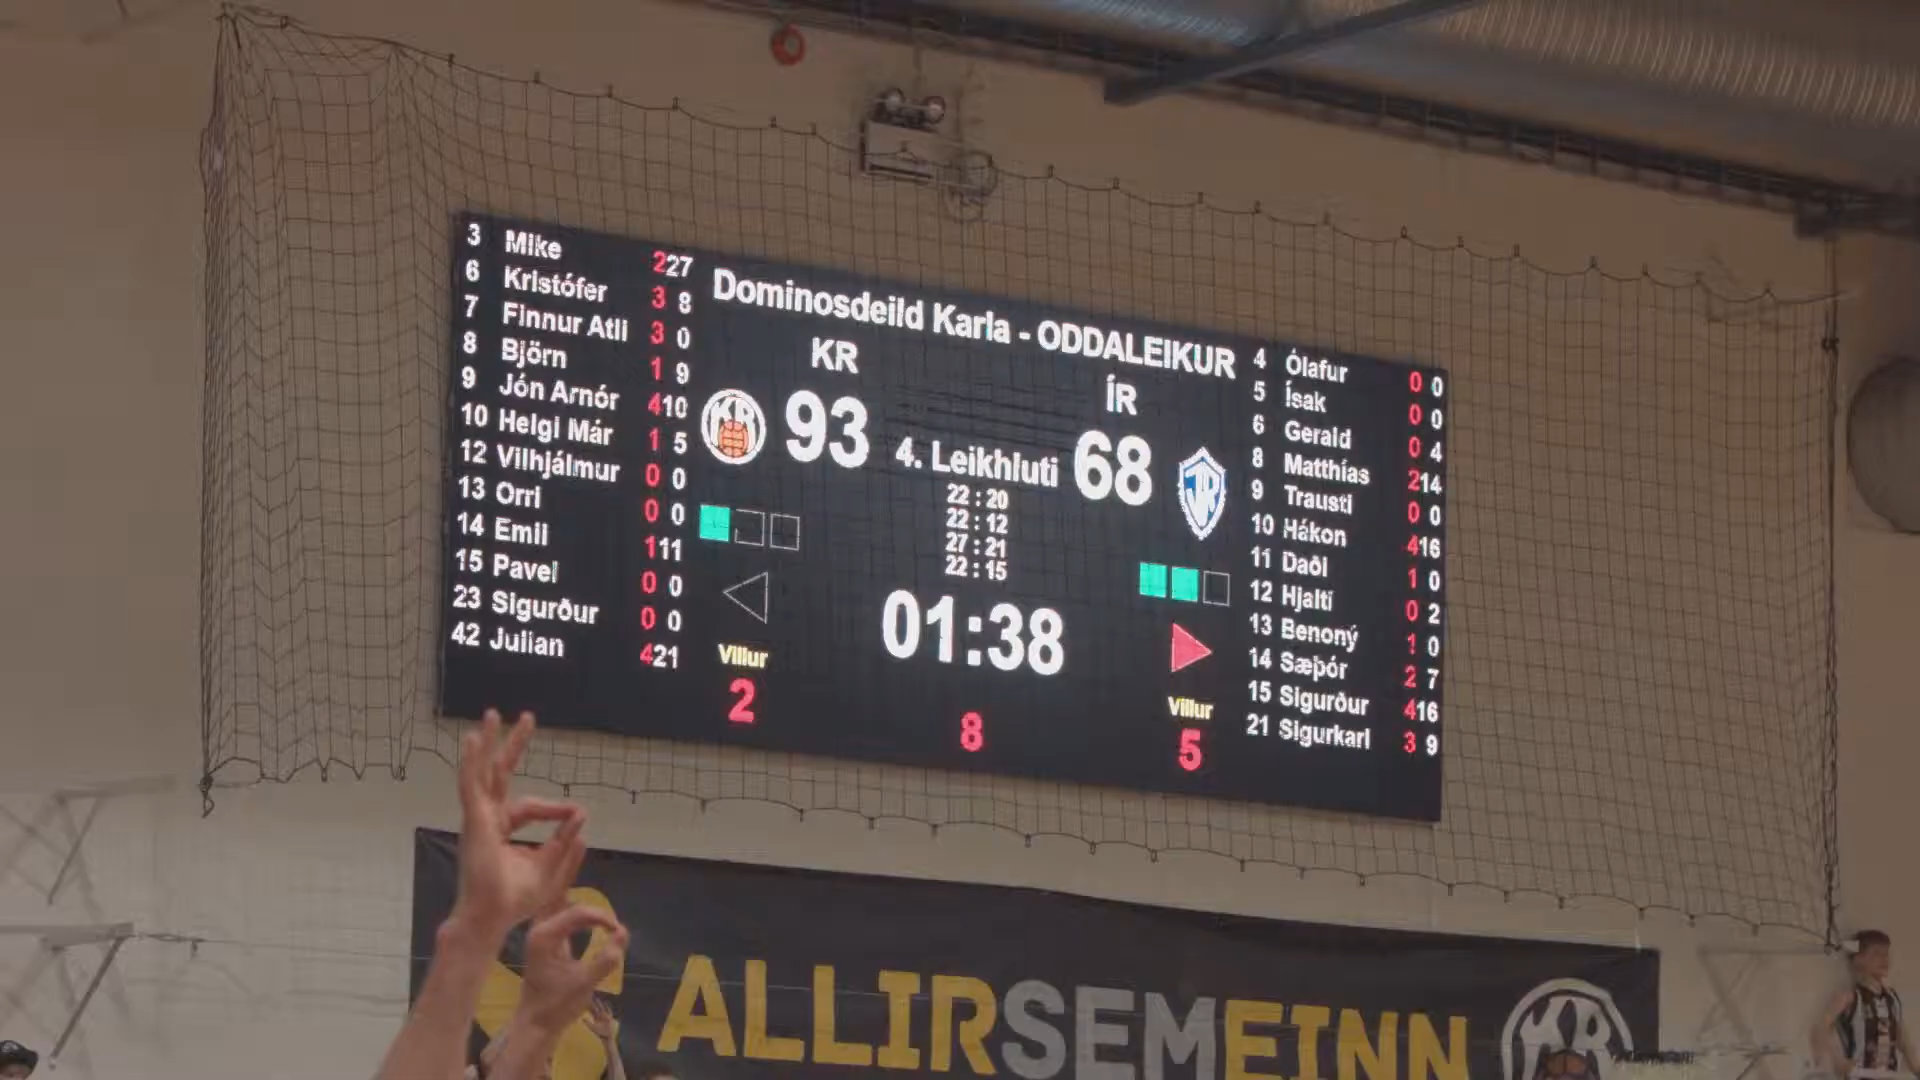 3 Mike 2 27
6 Kristófer 3 8
7 Finnur Atli 3 0
8 Björn 1 9
9 Jón Arnór 4 10
10 Helgi Már 1 5
12 Vilhjálmur 0 0
13 Orri 0 0
14 Emil 1 11
15 Pavel 0 0
23 Sigurður 0 0
42 Julian 4 21
Dominosdeild Karla - ODDALEIKUR
KR
ÍR
KR
93
4. Leikhluti
68
ÍR
22 : 20
22 : 12
27 : 21
22 : 15
01:38
Villur
2
8
Villur
5
4 Ólafur 0 0
5 Ísak 0 0
6 Gerald 0 4
8 Matthías 2 14
9 Trausti 0 0
10 Hákon 4 16
11 Daði 1 0
12 Hjalti 0 2
13 Benoný 1 0
14 Sæþór 2 7
15 Sigurður 4 16
21 Sigurkarl 3 9
ALLIRSEMEINN
KR